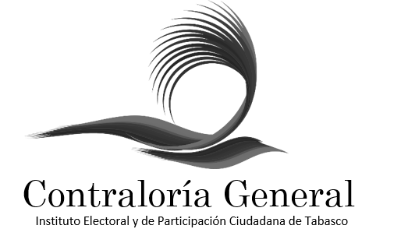 Contraloría General
Instituto Electoral y de Participación Ciudadana de Tabasco